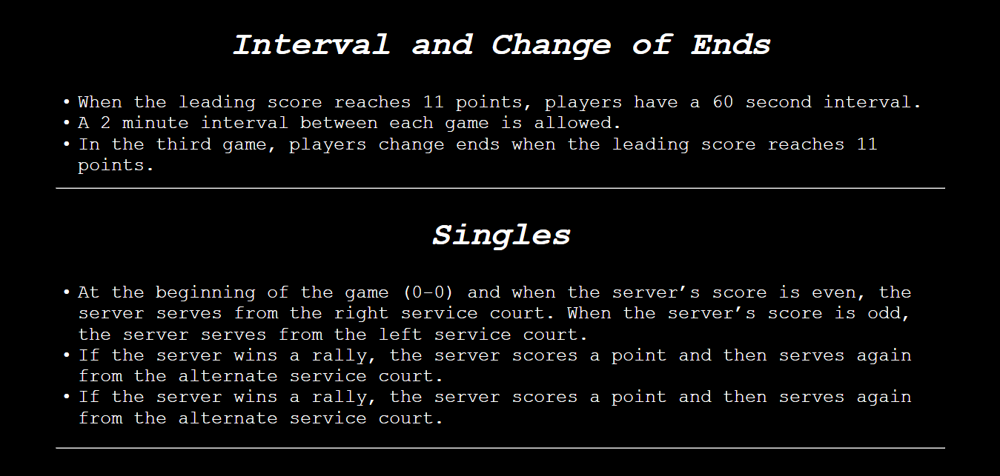 Interval and Change of Ends
• When the leading score reaches 11 points, players have a 60 second interval.
• A 2 minute interval between each game is allowed.
• In the third game, players change ends when the leading score reaches 11
points.
Singles
• At the beginning of the game (0-0) and when the server’s score is even, the
server serves from the right service court. When the server’s score is odd,
the server serves from the left service court.
• If the server wins a rally, the server scores a point and then serves again
from the alternate service court.
• If the server wins a rally, the server scores a point and then serves again
from the alternate service court.